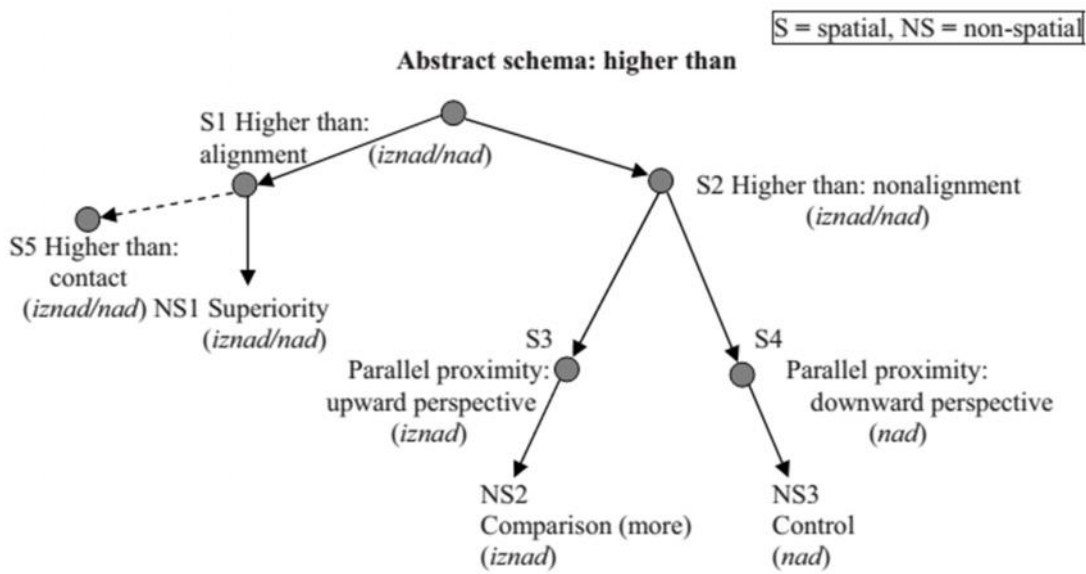 S = spatial, NS = non-spatial
Abstract schema: higher than
S1 Higher than:
alignment
(iznad/nad)
S2 Higher than: nonalignment
(iznad/nad)
S5 Higher than:
contact
(iznad/nad)
NS1 Superiority
(iznad/nad)
S3
Parallel proximity:
upward perspective
(iznad)
S4
Parallel proximity:
downward perspective
(nad)
NS2
Comparison (more)
(iznad)
NS3
Control
(nad)